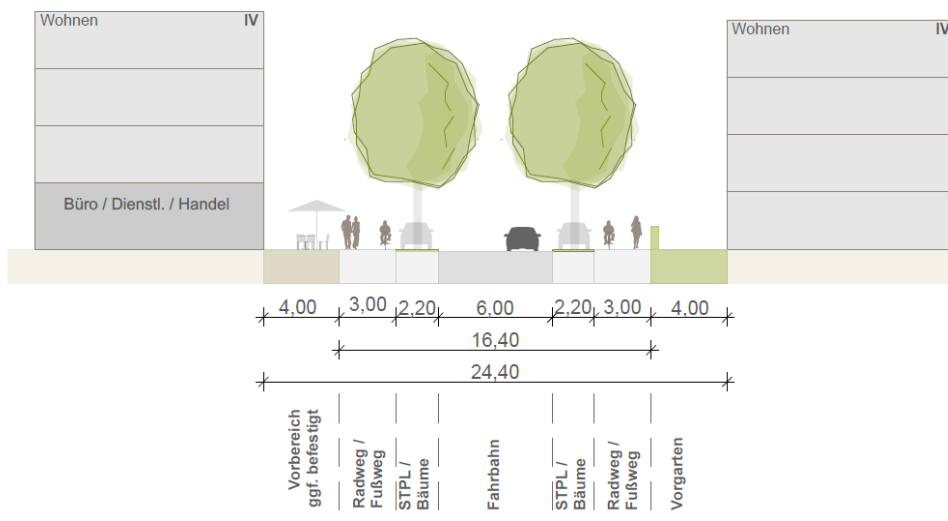 Wohnen IV
Wohnen IV
Büro / Dienstl. / Handel
4,00 3,00 2,20 6,00 2,20 3,00 4,00
16,40
24,40
Vorbereich
ggf. befestigt
Radweg /
Fußweg
STPL /
Bäume
Fahrbahn
STPL /
Bäume
Radweg /
Fußweg
Vorgarten